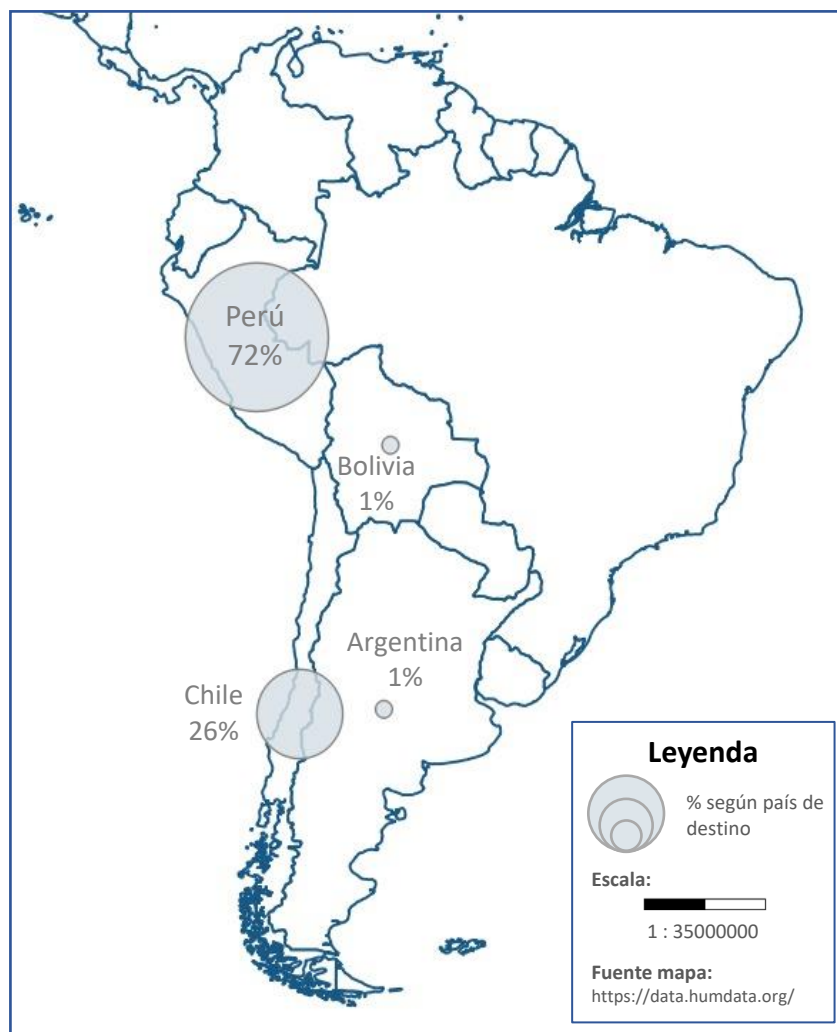 Perú
72%
Bolivia
1%
Argentina
1%
Chile
26%
Leyenda
% según país de
destino
Escala:
1 : 35000000
Fuente mapa:
https://data.humdata.org/